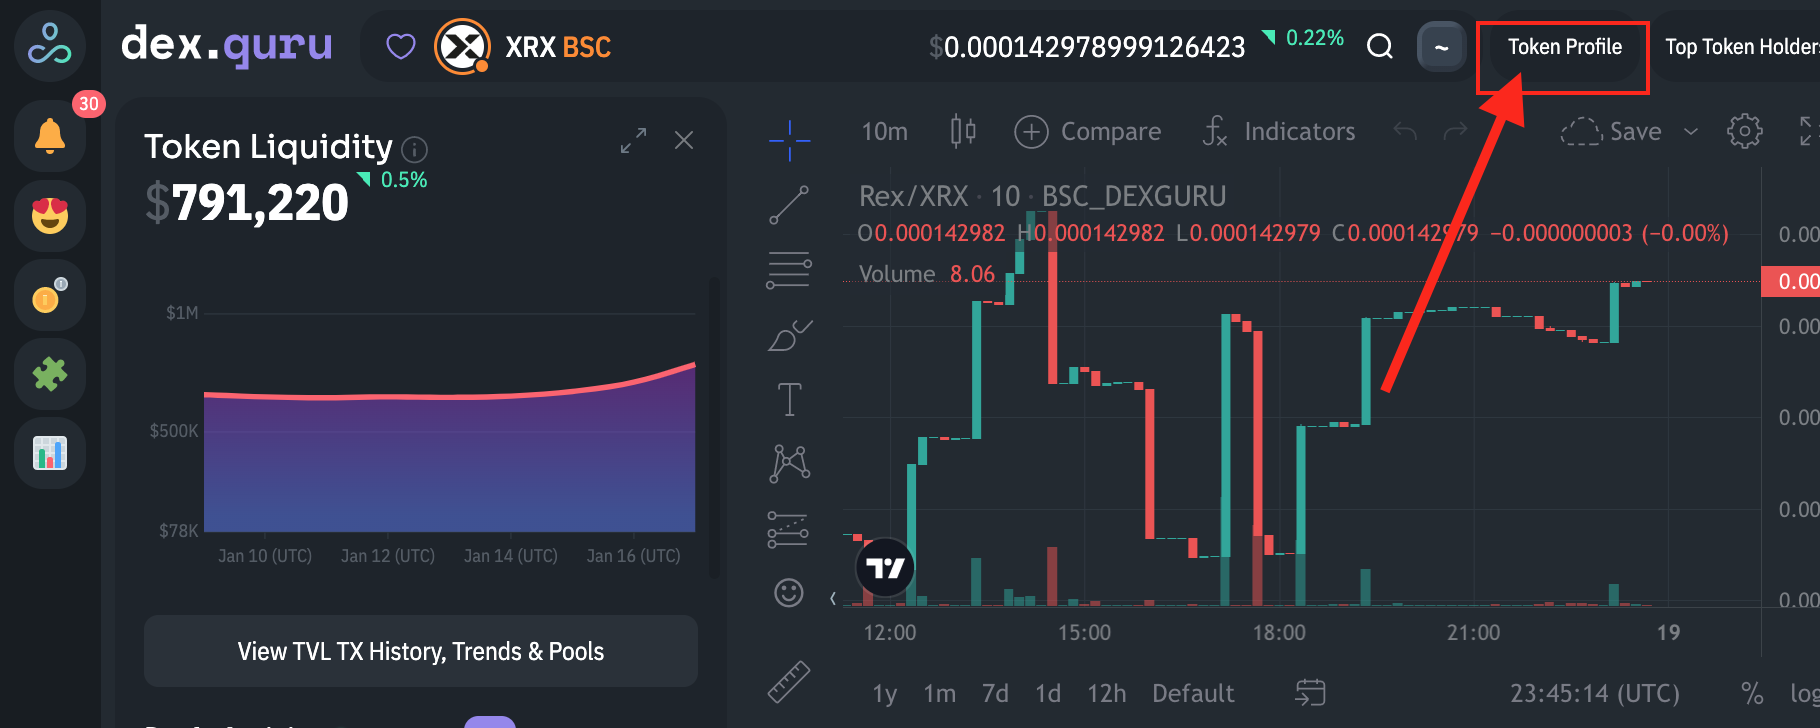 dex.guru
XRX BSC
$0.000142978999126423
0.22%
~
Token Profile
Top Token Holder
30
Token Liquidity
$791,220
0.5%
$1M
$500K
$78K
Jan 10 (UTC)
Jan 12 (UTC)
Jan 14 (UTC)
Jan 16 (UTC)
View TVL TX History, Trends & Pools
10m
Compare
Indicators
Save
Rex/XRX · 10 · BSC_DEXGURU
O0.000142982 H0.000142982 L0.000142979 C0.000142979 −0.000000003 (−0.00%)
Volume 8.06
0.00
0.00
0.00
0.00
0.00
0.00
12:00
15:00
18:00
21:00
19
1y
1m
7d
1d
12h
Default
23:45:14 (UTC)
%
log